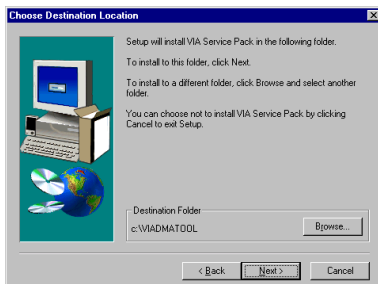 Choose Destination Location
Setup will install VIA Service Pack in the following folder.
To install to this folder, click Next.
To install to a different folder, click Browse and select another
folder.
You can choose not to install VIA Service Pack by clicking
Cancel to exit Setup.
Destination Folder
c:\VIADMATOOL
Browse...
< Back
Next >
Cancel